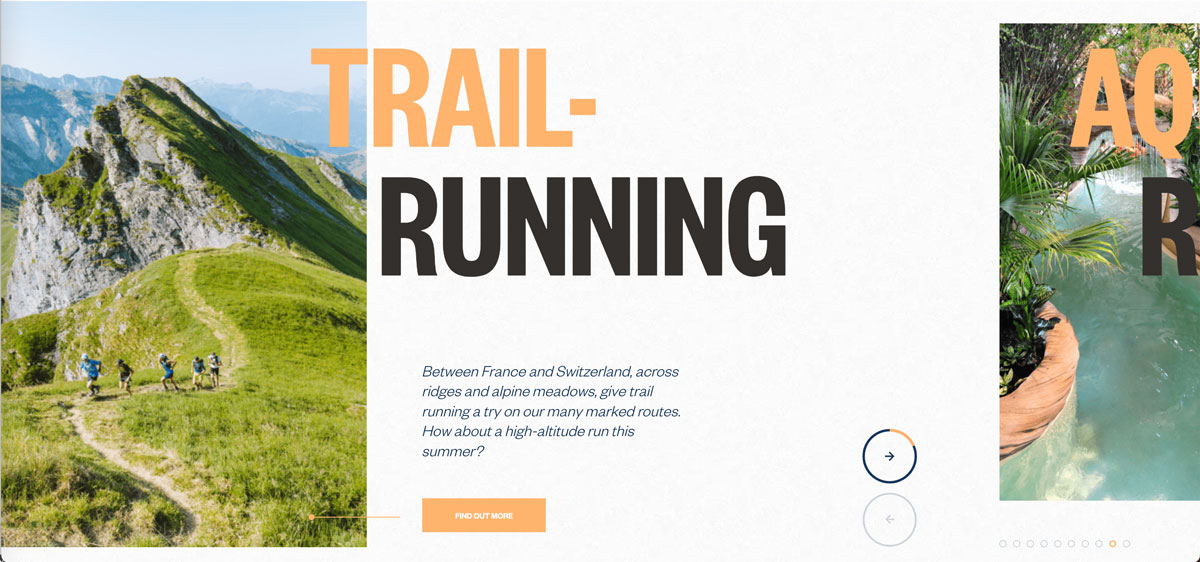 TRAIL-
RUNNING
Between France and Switzerland, across
ridges and alpine meadows, give trail
running a try on our many marked routes.
How about a high-altitude run this
summer?
FIND OUT MORE
AQ
R